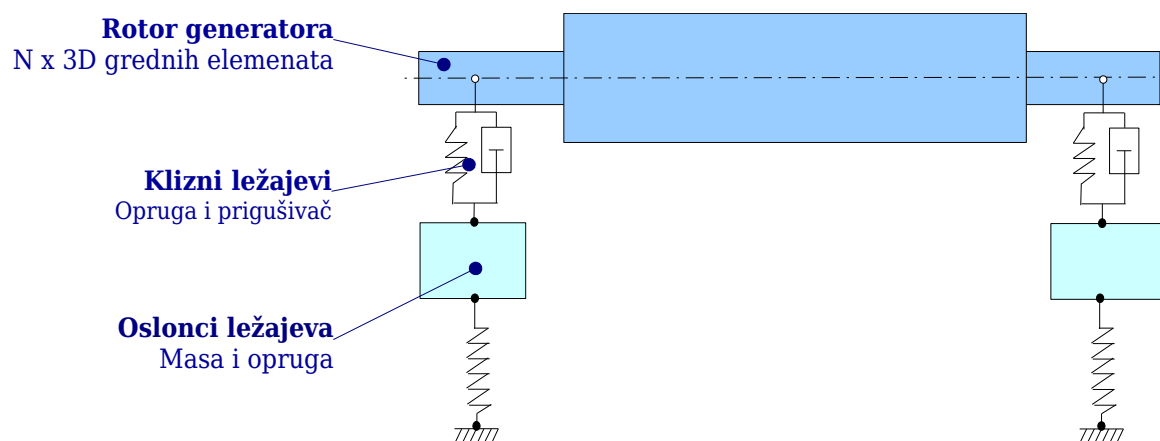 Rotor generatora
N x 3D grednih elemenata
Klizni ležajevi
Opruga i prigušivač
Oslonci ležajeva
Masa i opruga